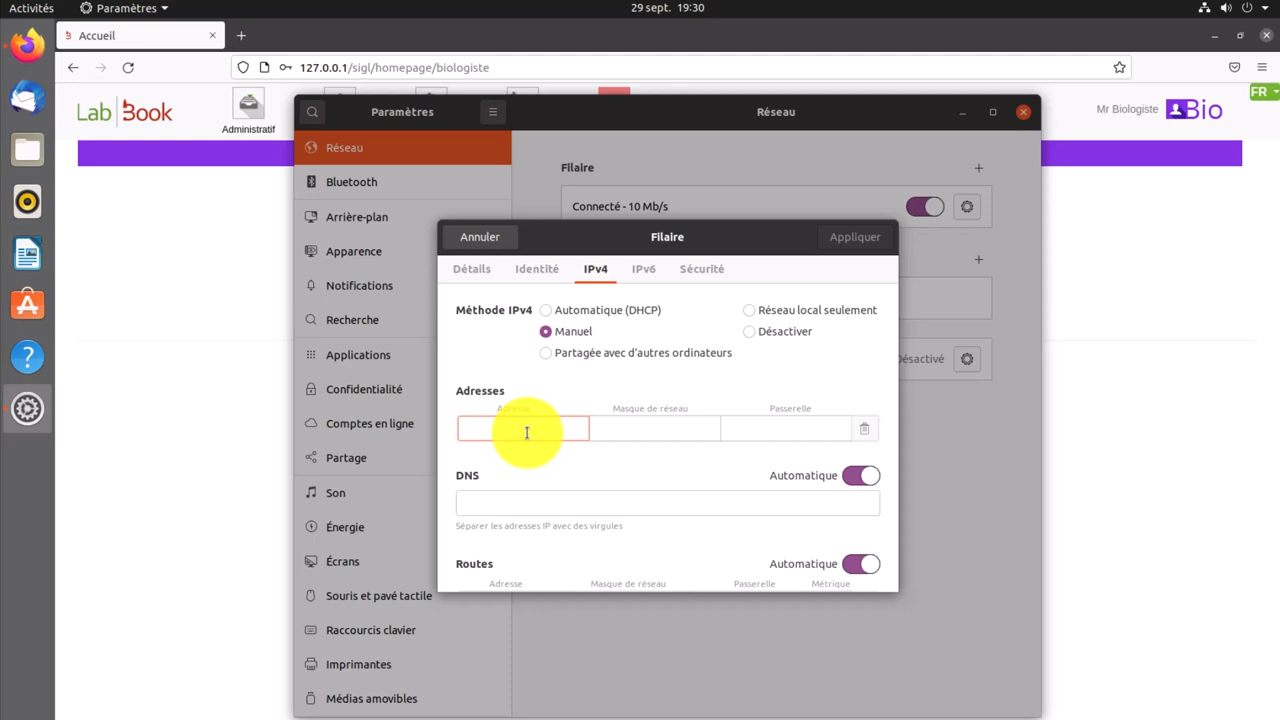 Activités
Paramètres
29 sept. 19:30
Accueil
127.0.0.1/sigl/homepage/biologiste
Lab Book
Administratif
Mr Biologiste
Bio
FR
Paramètres
Réseau
Réseau
Bluetooth
Arrière-plan
Apparence
Notifications
Recherche
Applications
Confidentialité
Comptes en ligne
Partage
Son
Énergie
Écrans
Souris et pavé tactile
Raccourcis clavier
Imprimantes
Médias amovibles
Filaire
Connecté - 10 Mb/s
Désactivé
Annuler
Filaire
Appliquer
Détails
Identité
IPv4
IPv6
Sécurité
Méthode IPv4
Automatique (DHCP)
Réseau local seulement
Manuel
Désactiver
Partagée avec d'autres ordinateurs
Adresses
Adresse
Masque de réseau
Passerelle
DNS
Automatique
Séparer les adresses IP avec des virgules
Routes
Automatique
Adresse
Masque de réseau
Passerelle
Métrique